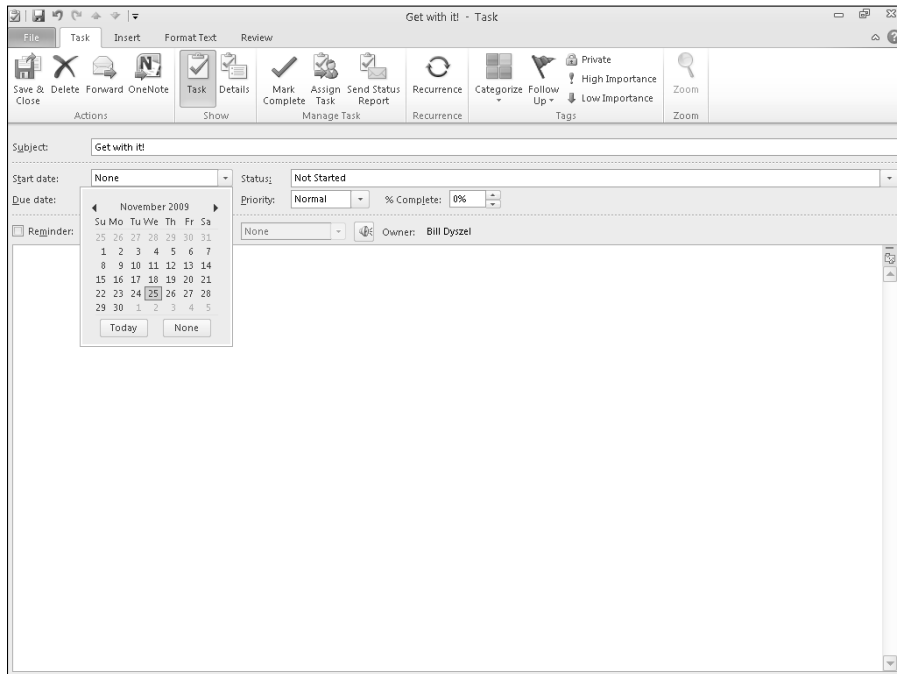 Get with it! - Task
File Task Insert Format Text Review
Save & Close Delete Forward OneNote Task Details Mark Complete Assign Task Send Status Report Recurrence Categorize Follow Up Private
High Importance
Low Importance
Zoom
Actions Show Manage Task Recurrence Tags Zoom
Subject: Get with it!
Start date: None Status: Not Started
Due date: Priority: Normal % Complete: 0%
Reminder: None Owner: Bill Dyszel
November 2009
Su Mo Tu We Th Fr Sa
25 26 27 28 29 30 31
1 2 3 4 5 6 7
8 9 10 11 12 13 14
15 16 17 18 19 20 21
22 23 24 25 26 27 28
29 30 1 2 3 4 5
Today None